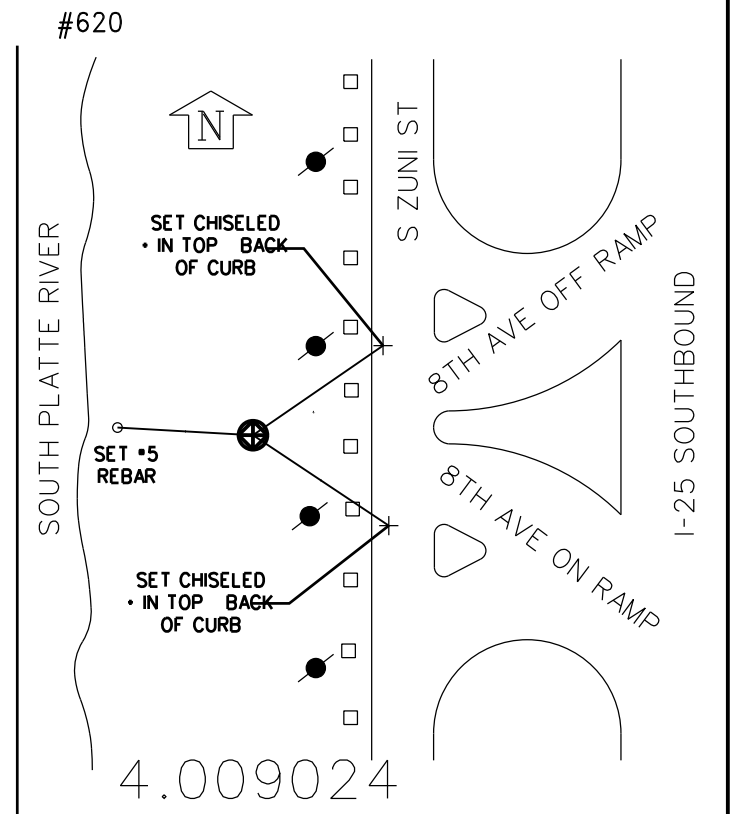 #620
N
SET CHISELED
+ IN TOP BACK
OF CURB
S ZUNI ST
SOUTH PLATTE RIVER
8TH AVE OFF RAMP
I-25 SOUTHBOUND
SET #5
REBAR
8TH AVE ON RAMP
SET CHISELED
+ IN TOP BACK
OF CURB
4.009024